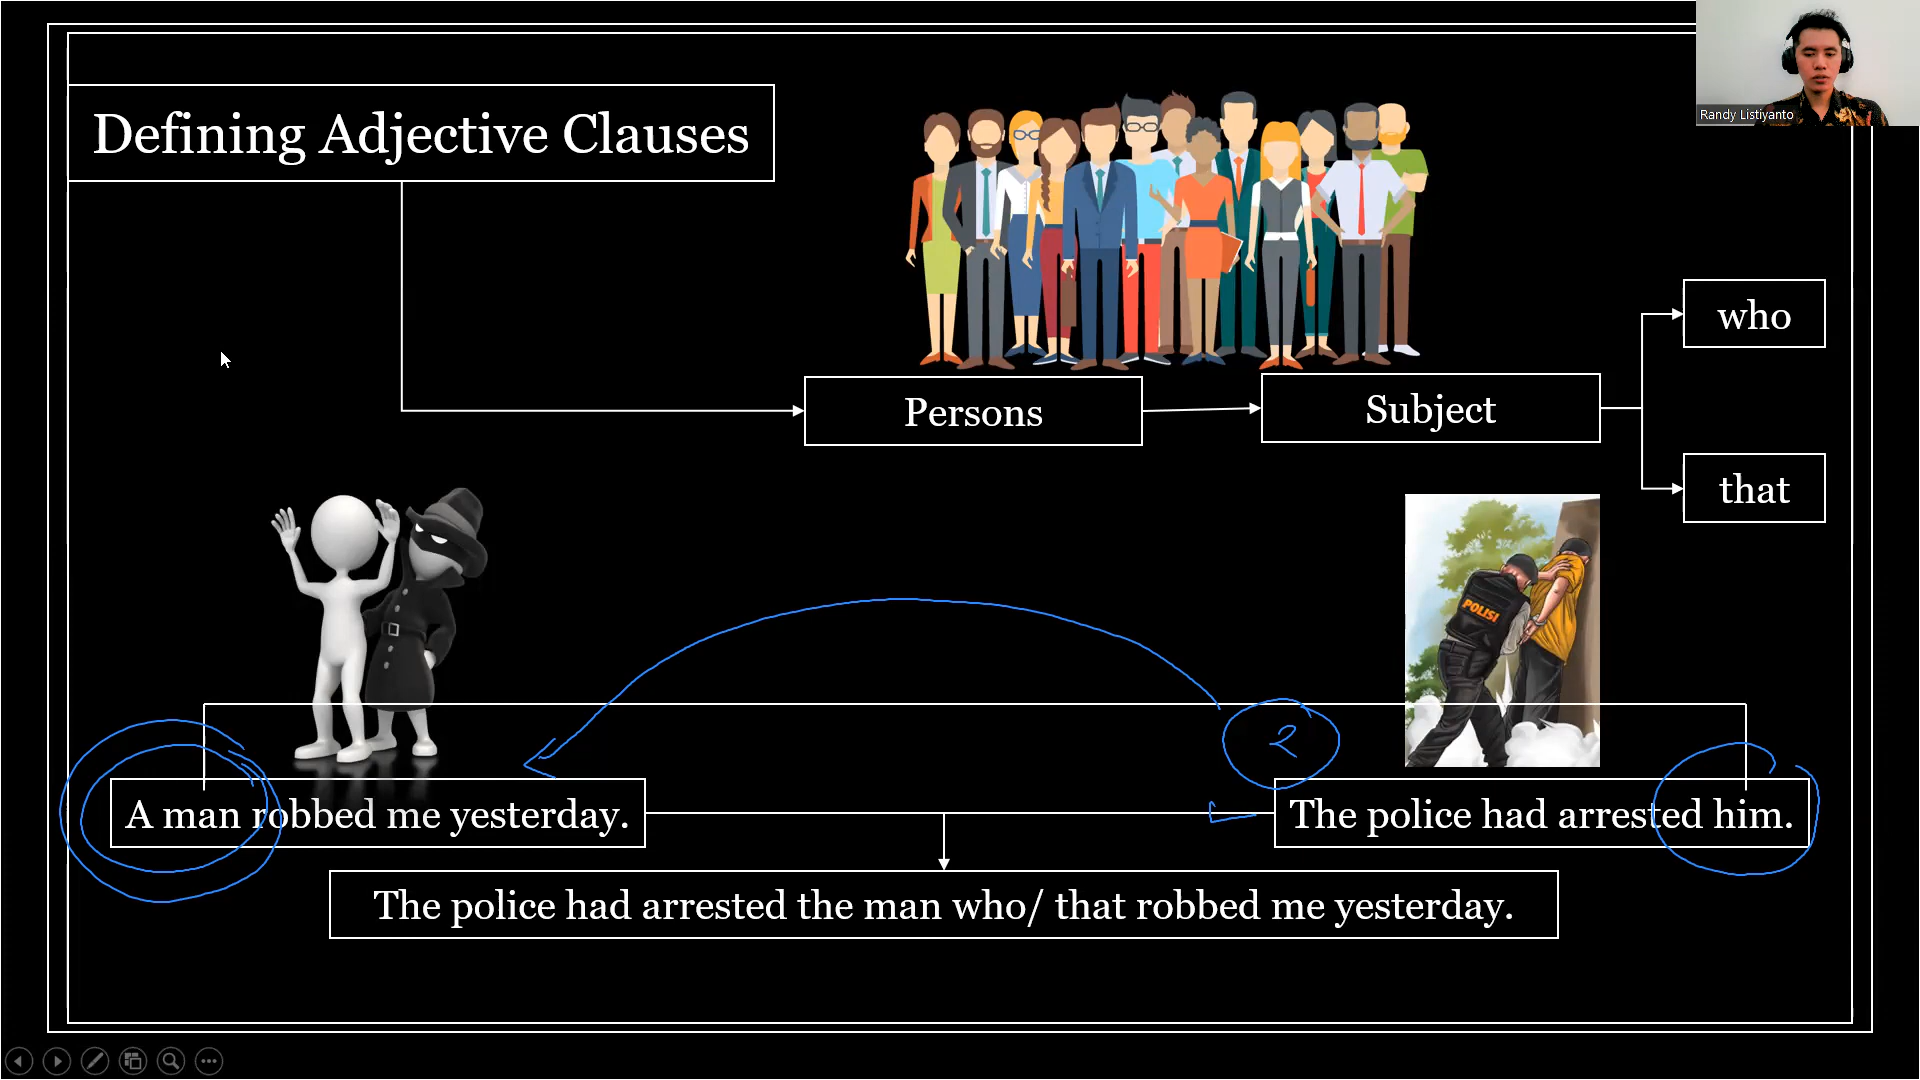 Randy Listiyanto
Defining Adjective Clauses
who
Persons
Subject
that
POLISI
2
A man robbed me yesterday.
The police had arrested him.
The police had arrested the man who/ that robbed me yesterday.